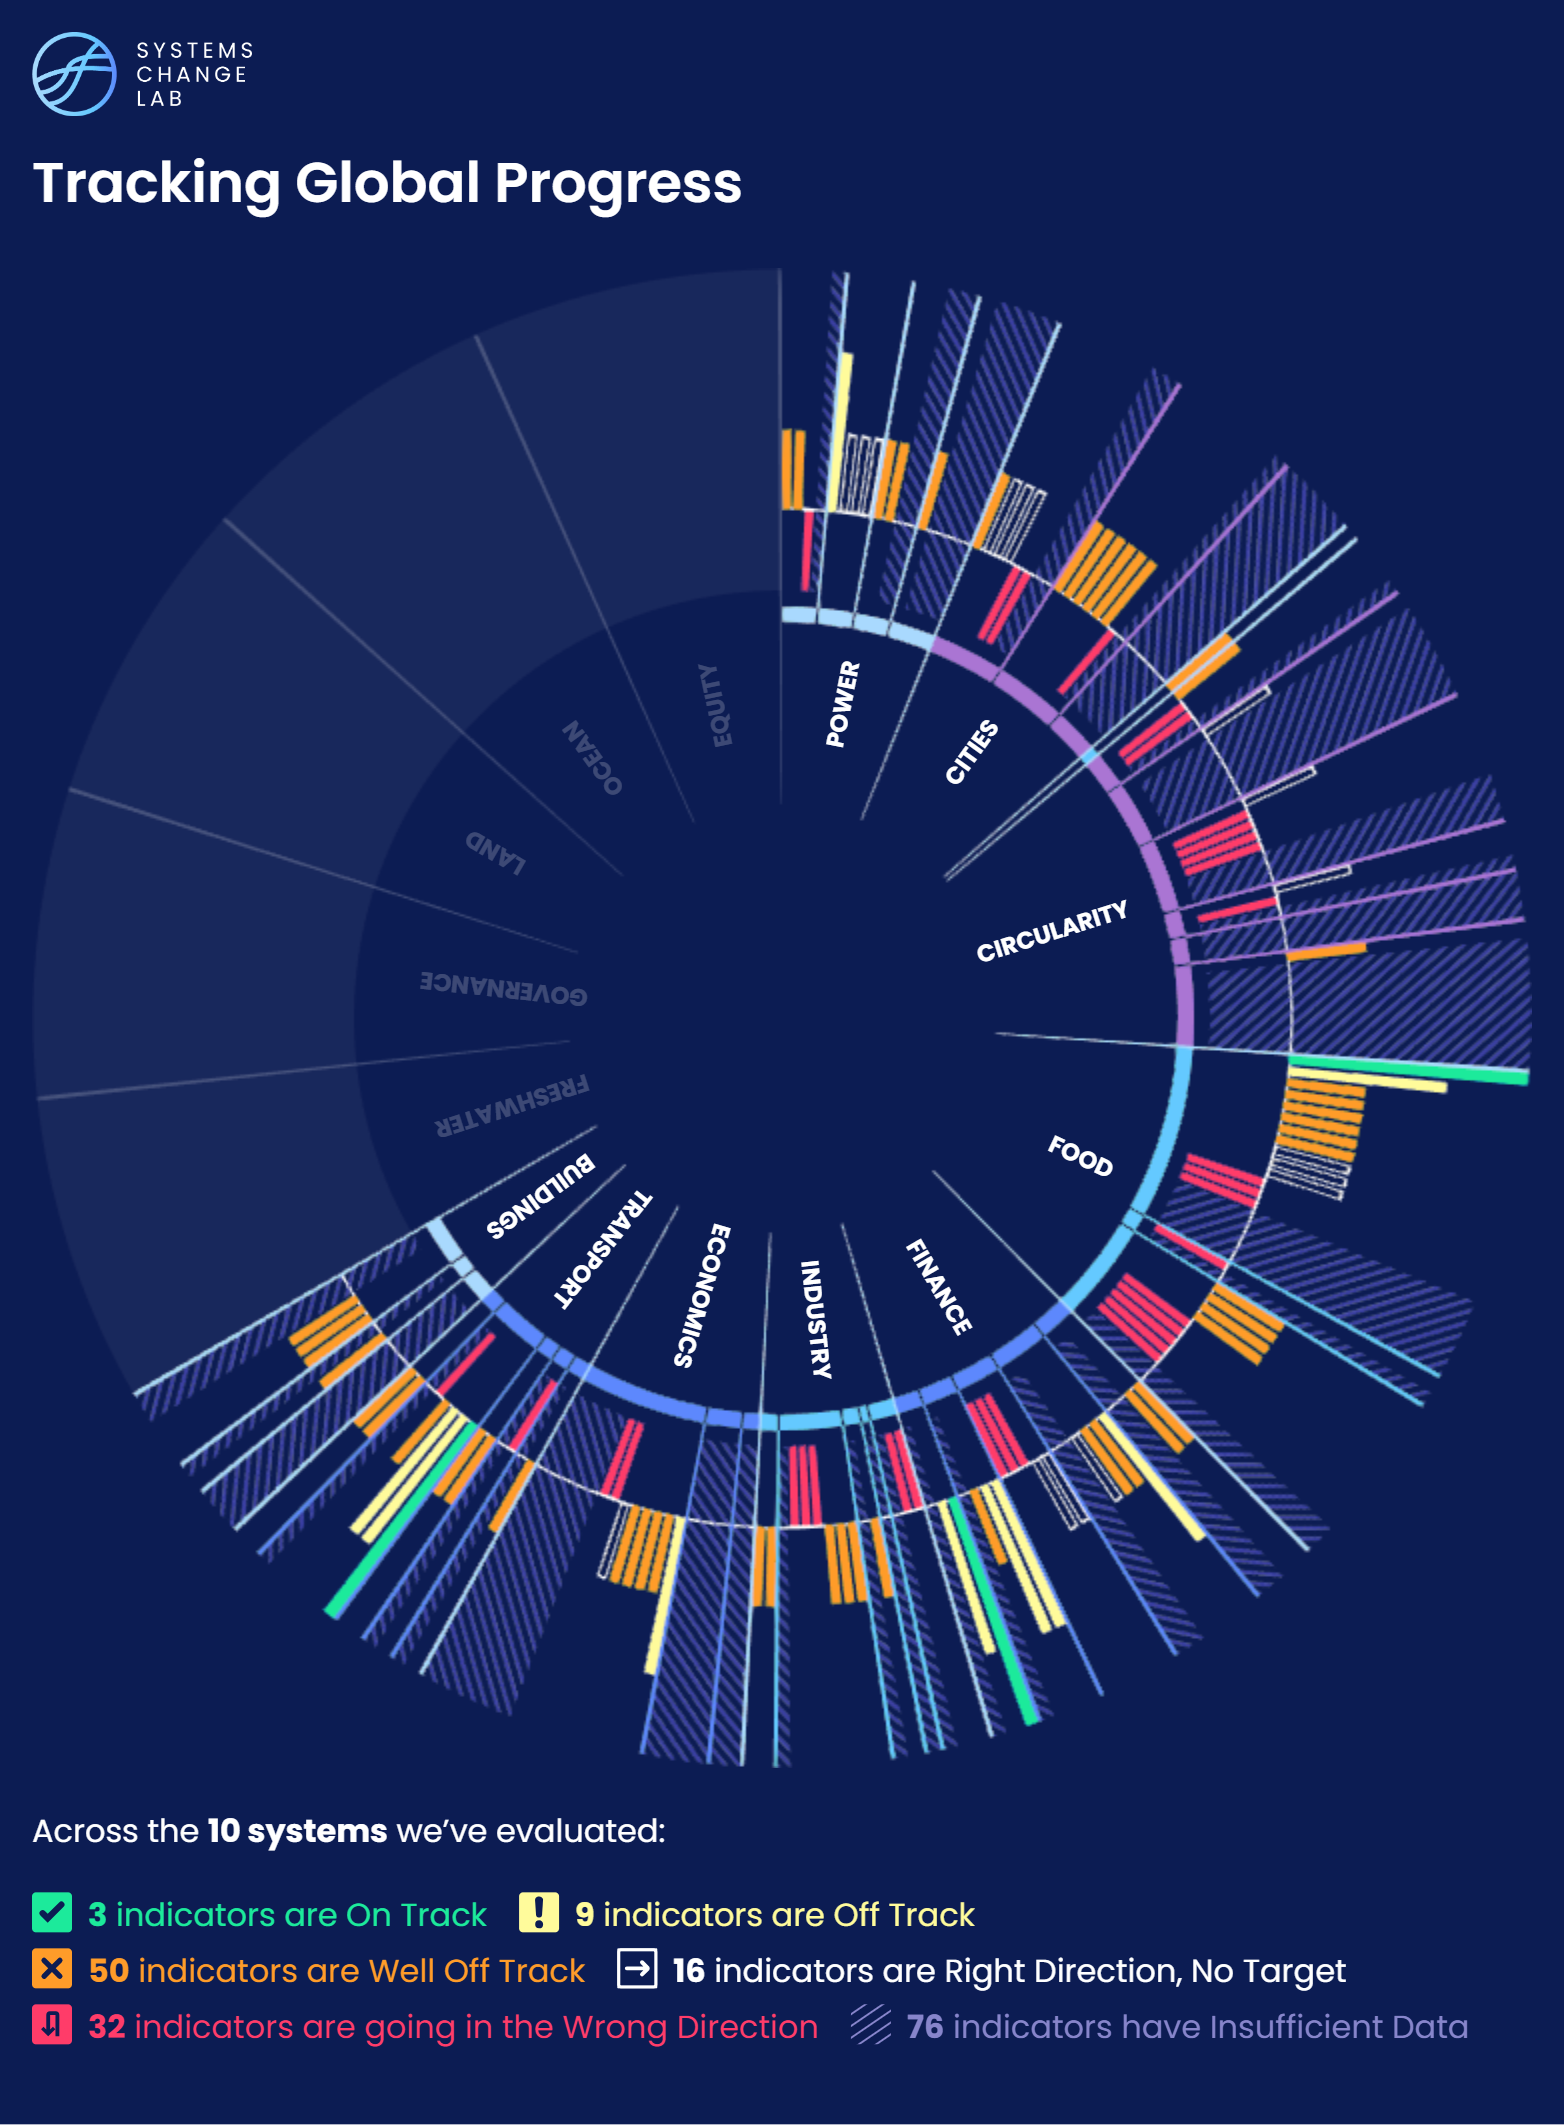 SYSTEMS
CHANGE
LAB
Tracking Global Progress
POWER
CITIES
CIRCULARITY
FOOD
FINANCE
INDUSTRY
ECONOMICS
TRANSPORT
BUILDINGS
FRESHWATER
GOVERNANCE
LAND
OCEAN
EQUITY
Across the 10 systems we've evaluated:
3 indicators are On Track
9 indicators are Off Track
50 indicators are Well Off Track
16 indicators are Right Direction, No Target
32 indicators are going in the Wrong Direction
76 indicators have Insufficient Data